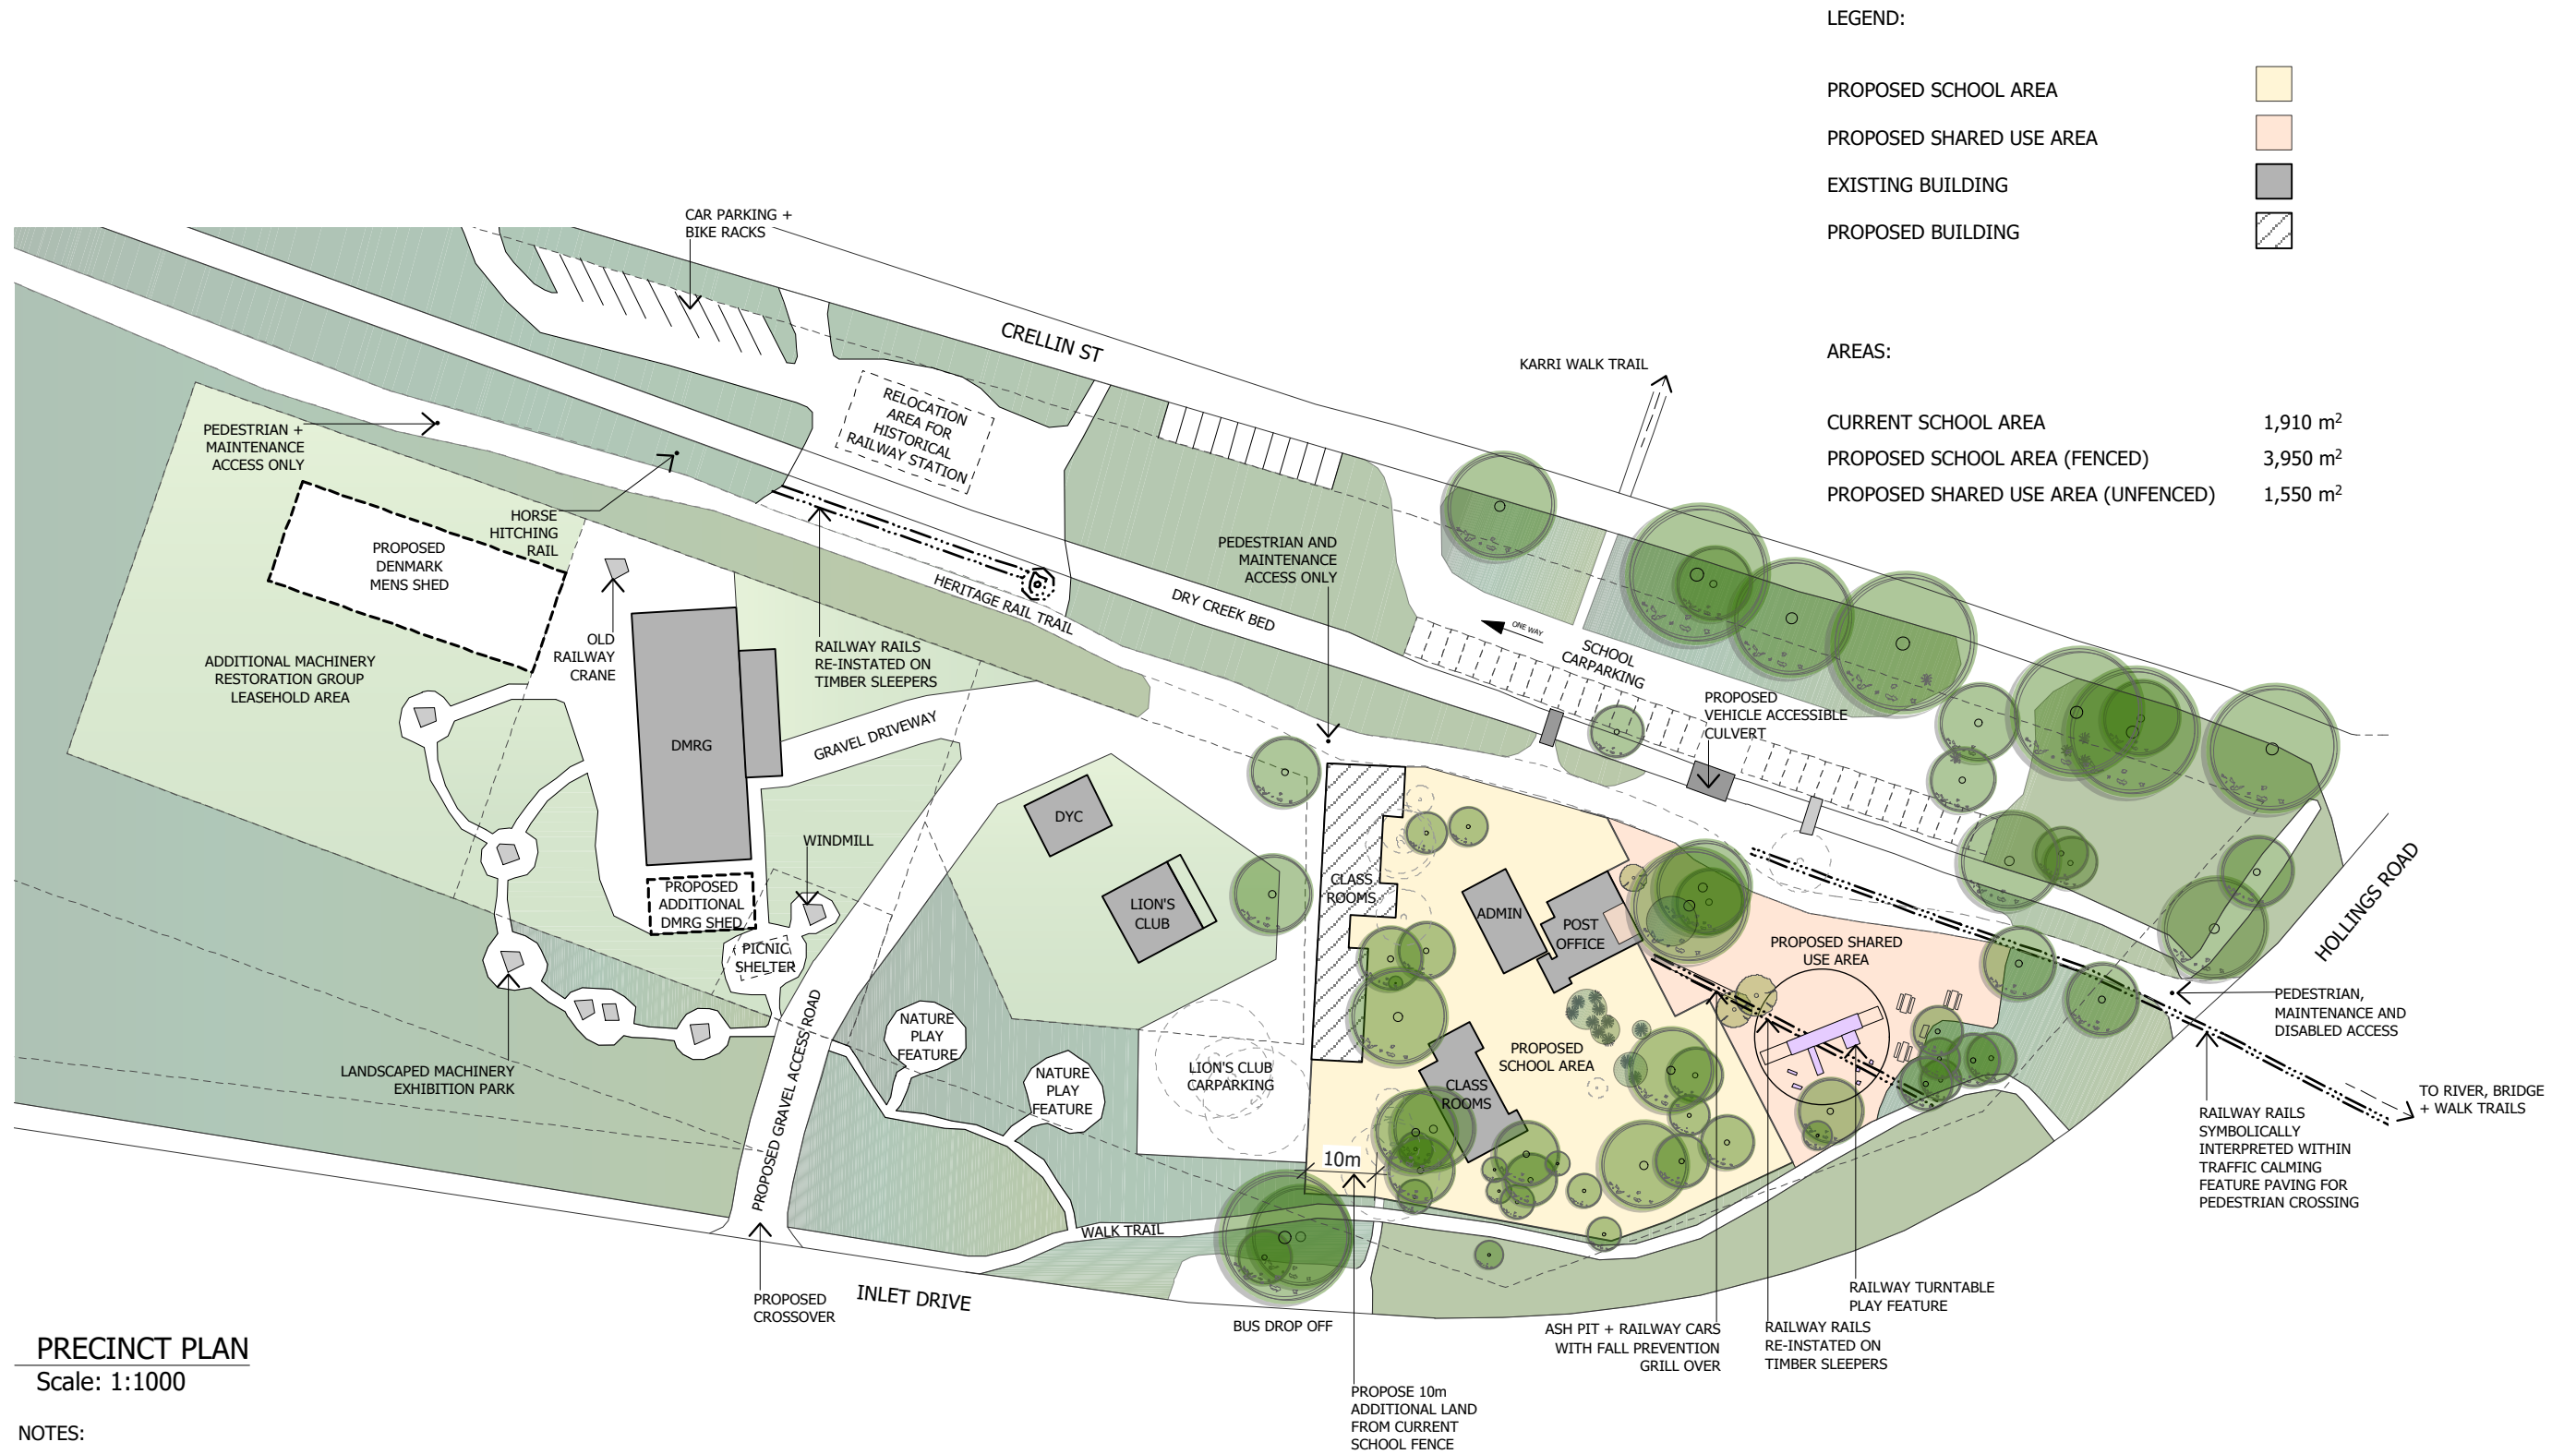 LEGEND:
PROPOSED SCHOOL AREA
PROPOSED SHARED USE AREA
EXISTING BUILDING
PROPOSED BUILDING
AREAS:
CURRENT SCHOOL AREA 1,910 m²
PROPOSED SCHOOL AREA (FENCED) 3,950 m²
PROPOSED SHARED USE AREA (UNFENCED) 1,550 m²
CAR PARKING +
BIKE RACKS
CRELLIN ST
KARRI WALK TRAIL
RELOCATION
AREA FOR
HISTORICAL
RAILWAY STATION
PEDESTRIAN +
MAINTENANCE
ACCESS ONLY
HORSE
HITCHING
RAIL
PROPOSED
DENMARK
MENS SHED
PEDESTRIAN AND
MAINTENANCE
ACCESS ONLY
HERITAGE RAIL TRAIL
DRY CREEK BED
ONE WAY
SCHOOL
CARPARKING
OLD
RAILWAY
CRANE
RAILWAY RAILS
RE-INSTATED ON
TIMBER SLEEPERS
ADDITIONAL MACHINERY
RESTORATION GROUP
LEASEHOLD AREA
PROPOSED
VEHICLE ACCESSIBLE
CULVERT
DMRG
GRAVEL DRIVEWAY
DYC
WINDMILL
LION'S
CLUB
CLASS
ROOMS
ADMIN
POST
OFFICE
PROPOSED
ADDITIONAL
DMRG SHED
PICNIC
SHELTER
PROPOSED SHARED
USE AREA
HOLLINGS ROAD
PEDESTRIAN,
MAINTENANCE AND
DISABLED ACCESS
NATURE
PLAY
FEATURE
NATURE
PLAY
FEATURE
LION'S CLUB
CARPARKING
PROPOSED
SCHOOL AREA
CLASS
ROOMS
LANDSCAPED MACHINERY
EXHIBITION PARK
PROPOSED GRAVEL ACCESS ROAD
TO RIVER, BRIDGE
+ WALK TRAILS
RAILWAY RAILS
SYMBOLICALLY
INTERPRETED WITHIN
TRAFFIC CALMING
FEATURE PAVING FOR
PEDESTRIAN CROSSING
10m
WALK TRAIL
PROPOSED
CROSSOVER
INLET DRIVE
BUS DROP OFF
RAILWAY TURNTABLE
PLAY FEATURE
ASH PIT + RAILWAY CARS
WITH FALL PREVENTION
GRILL OVER
RAILWAY RAILS
RE-INSTATED ON
TIMBER SLEEPERS
PROPOSE 10m
ADDITIONAL LAND
FROM CURRENT
SCHOOL FENCE
PRECINCT PLAN
Scale: 1:1000
NOTES: